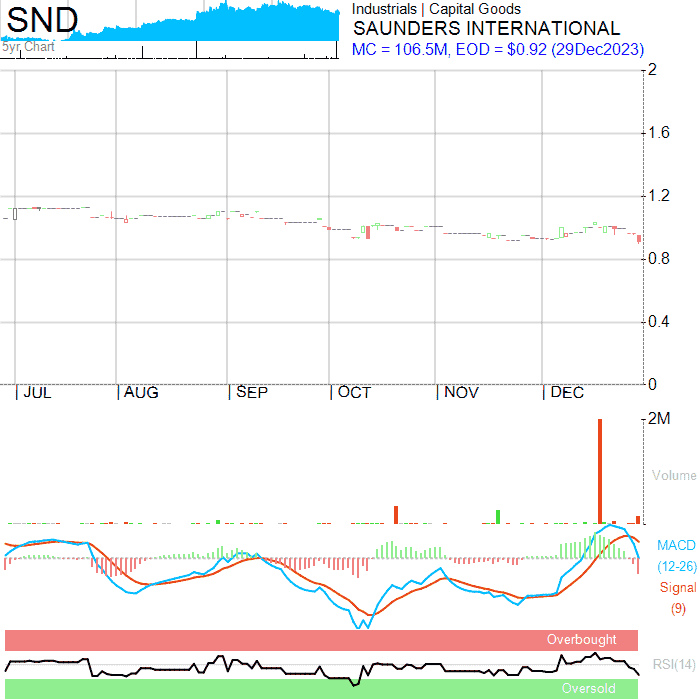 SND
5yr Chart
Industrials | Capital Goods
SAUNDERS INTERNATIONAL
MC = 106.5M, EOD = $0.92 (29Dec2023)
2
1.6
1.2
0.8
0.4
0
JUL AUG SEP OCT NOV DEC
2M
Volume
MACD
(12-26)
Signal
(9)
Overbought
RSI(14)
Oversold